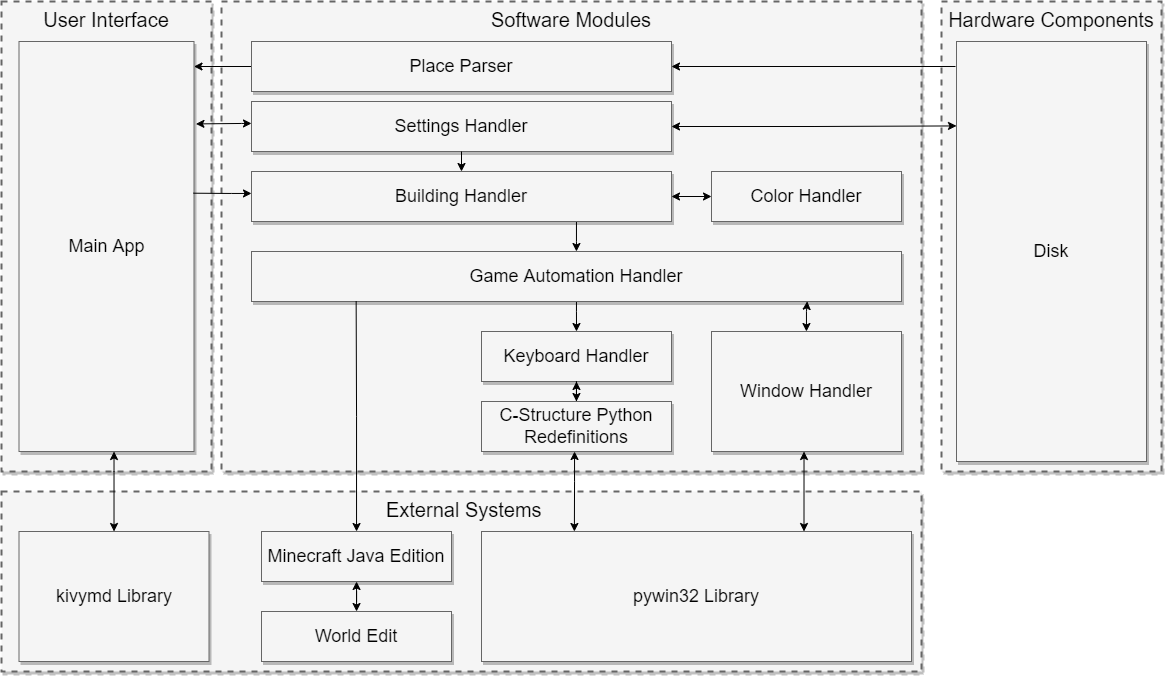 User Interface
Software Modules
Hardware Components
Place Parser
Settings Handler
Building Handler
Color Handler
Main App
Disk
Game Automation Handler
Keyboard Handler
Window Handler
C-Structure Python
Redefinitions
External Systems
Minecraft Java Edition
kivymd Library
pywin32 Library
World Edit